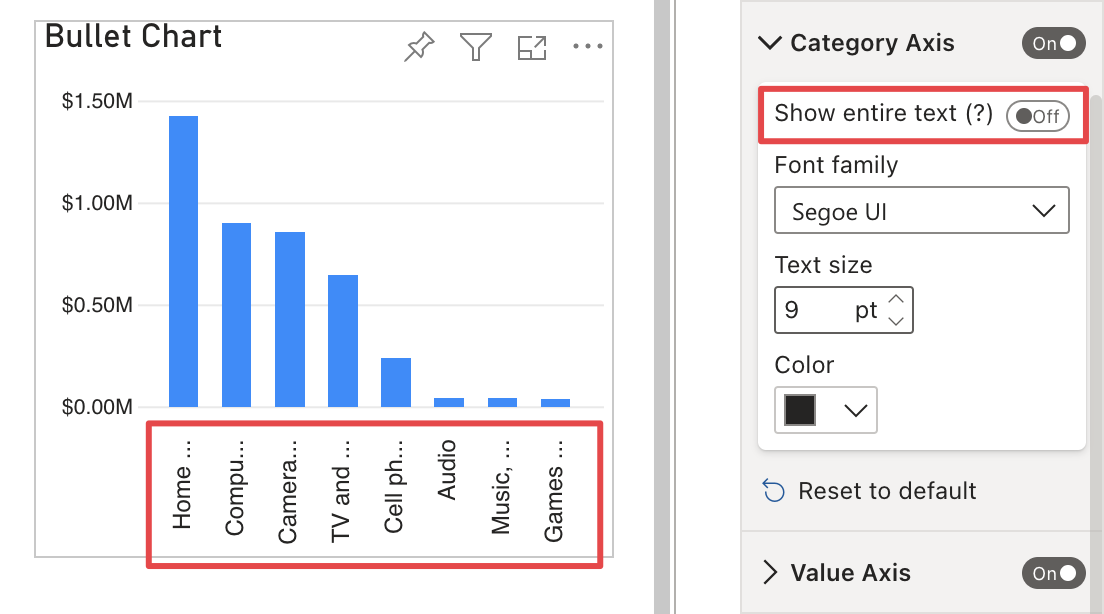 Bullet Chart
$1.50M
$1.00M
$0.50M
$0.00M
Home ...
Compu...
Camera...
TV and ...
Cell ph...
Audio
Music, ...
Games ...
Category Axis On
Show entire text (?) Off
Font family
Segoe UI
Text size
9 pt
Color
Reset to default
Value Axis On